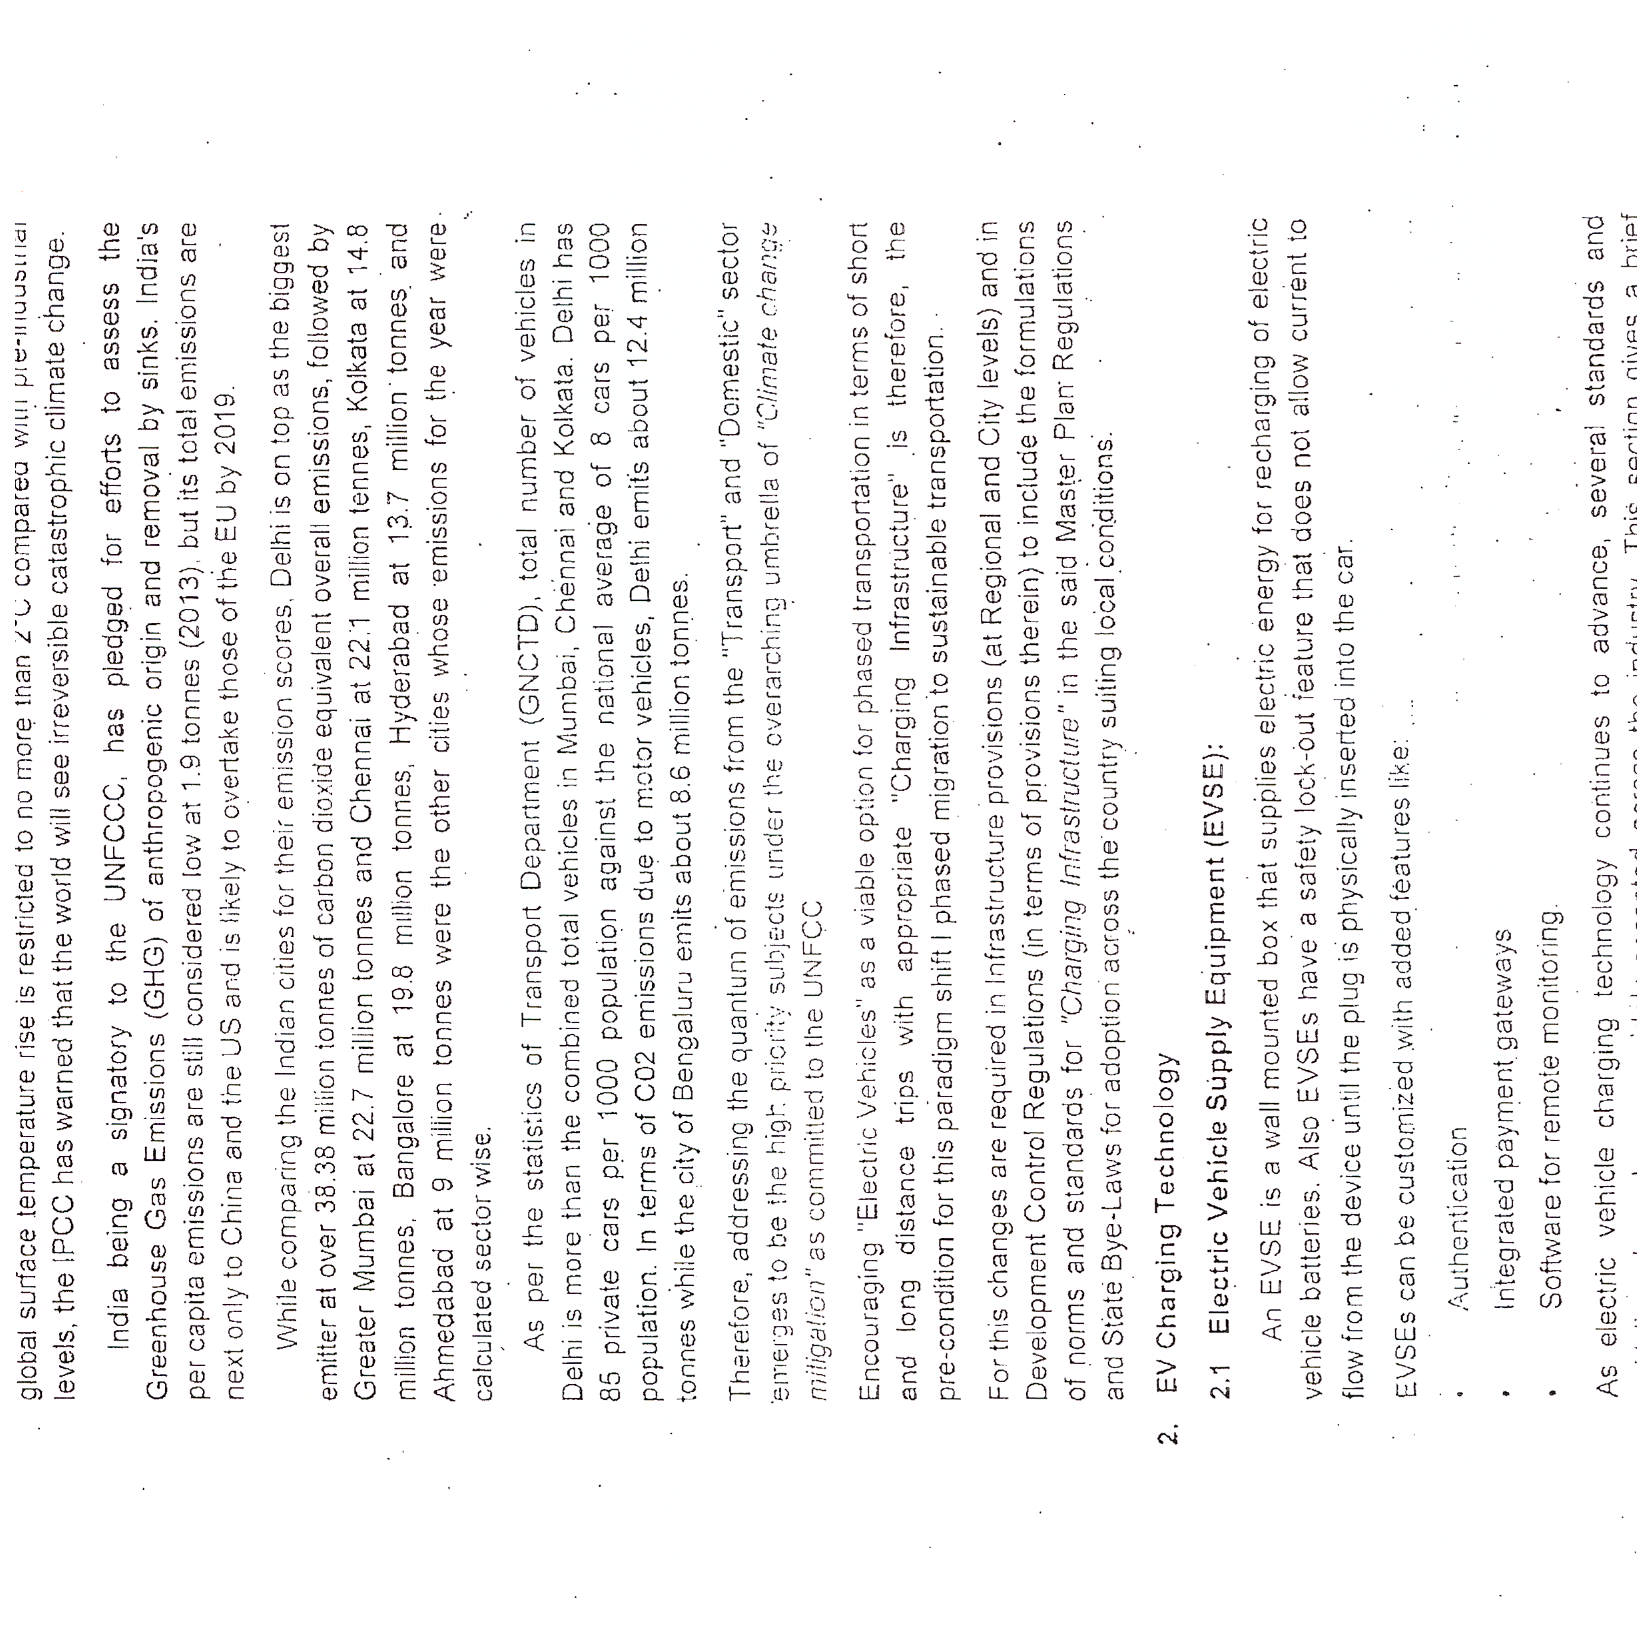 global surface temperature rise is restricted to no more than 2°C compared with pre-industrial
levels, the IPCC has warned that the world will see irreversible catastrophic climate change.
India being a signatory to the UNFCCC, has pledged for efforts to assess the
Greenhouse Gas Emissions (GHG) of anthropogenic origin and removal by sinks. India's
per capita emissions are still considered low at 1.9 tonnes (2013), but its total emissions are
next only to China and the US and is likely to overtake those of the EU by 2019.
While comparing the Indian cities for their emission scores, Delhi is on top as the biggest
emitter at over 38.38 million tonnes of carbon dioxide equivalent overall emissions, followed by
Greater Mumbai at 22.7 million tonnes and Chennai at 22.1 million tennes, Kolkata at 14.8
million tonnes, Bangalore at 19.8 million tonnes, Hyderabad at 13.7 million tonnes and
Ahmedabad at 9 million tonnes were the other cities whose emissions for the year were
calculated sector wise.
As per the statistics of Transport Department (GNCTD), total number of vehicles in
Delhi is more than the combined total vehicles in Munbai, Chennai and Kolkata. Delhi has
85 private cars per 1000 population against the national average of 8 cars per 1000
population. In terms of C02 emissions due to motor vehicles, Delhi emits about 12.4 million
tonnes while the city of Bengaluru emits about 8.6 million tonnes.
Therefore, addressing the quantum of emissions from the "Transport" and "Domestic" sector
emerges to be the high priority subjects under the overarching umbrella of "Climate change
mitigation" as committed to the UNFCC
Encouraging "Electric Vehicles" as a viable option for phased transportation in terms of short
and long distance trips with appropriate "Charging Infrastructure" is therefore, the
pre-condition for this paradigm shift I phased migration to sustainable transportation.
For this changes are required in Infrastructure provisions (at Regional and City levels) and in
Development Control Regulations (in terms of provisions therein) to include the formulations
of norms and standards for "Charging Infrastructure" in the said Master Plan Regulations
and State Bye-Laws for adoption across the country suiting local conditions.
2. EV Charging Technology
2.1 Electric Vehicle Supply Equipment (EVSE):
An EVSE is a wall mounted box that supplies electric energy for recharging of electric
vehicle batteries. Also EVSEs have a safety lock-out feature that does not allow current to
flow from the device until the plug is physically inserted into the car.
EVSEs can be customized with added features like:
• Authentication
• Integrated payment gateways
• Software for remote monitoring.
As electric vehicle charging technology continues to advance, several standards and
the industry. This section gives a brief